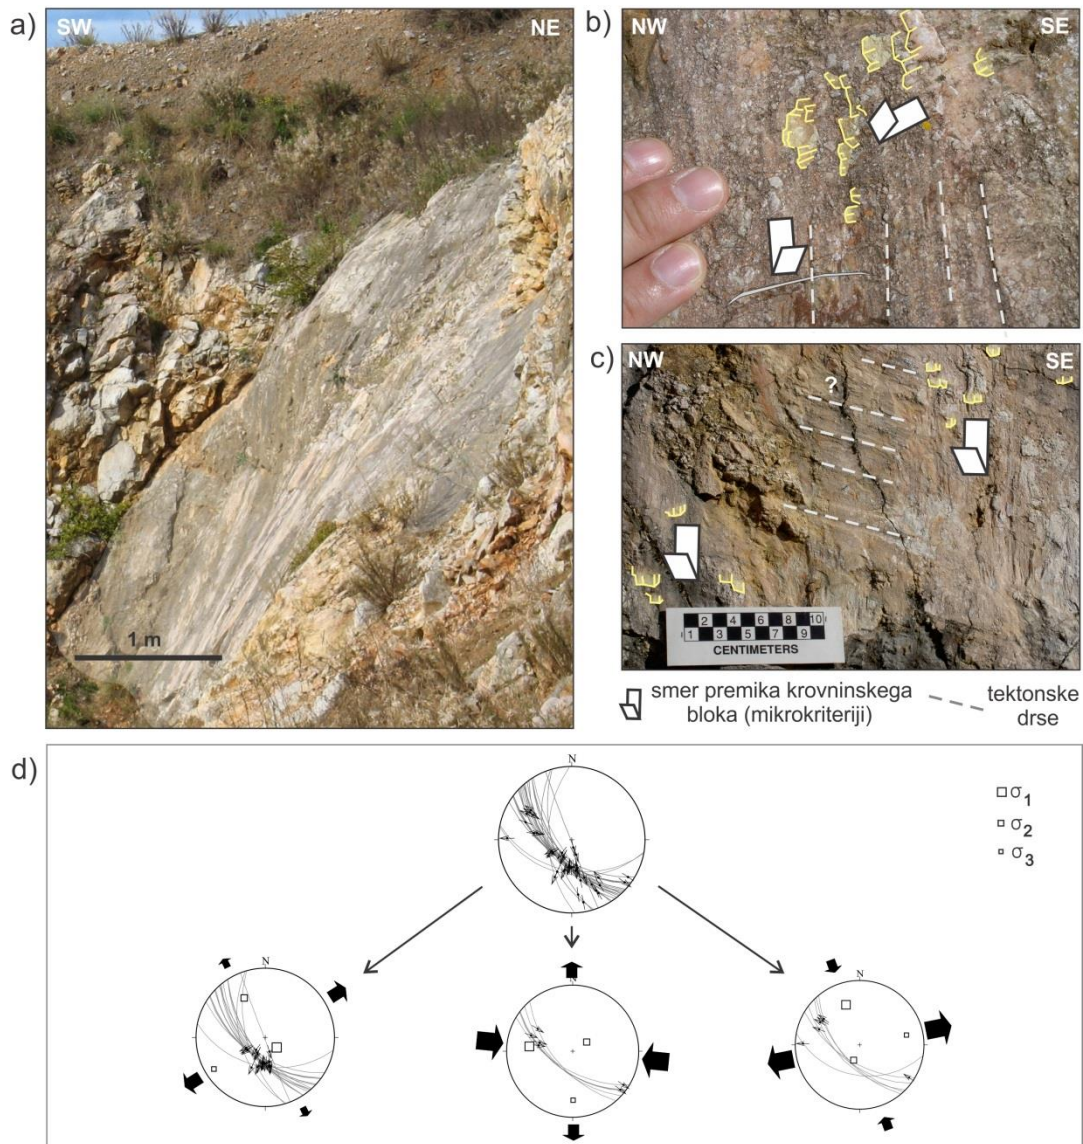 a)
SW
NE
1 m
b)
NW
SE
c)
NW
SE
?
2 4 6 8 10
1 3 5 7 9
CENTIMETERS
smer premika krovninskega
bloka (mikrokriteriji)
tektonske
drse
d)
N
σ1
σ2
σ3
N
N
N